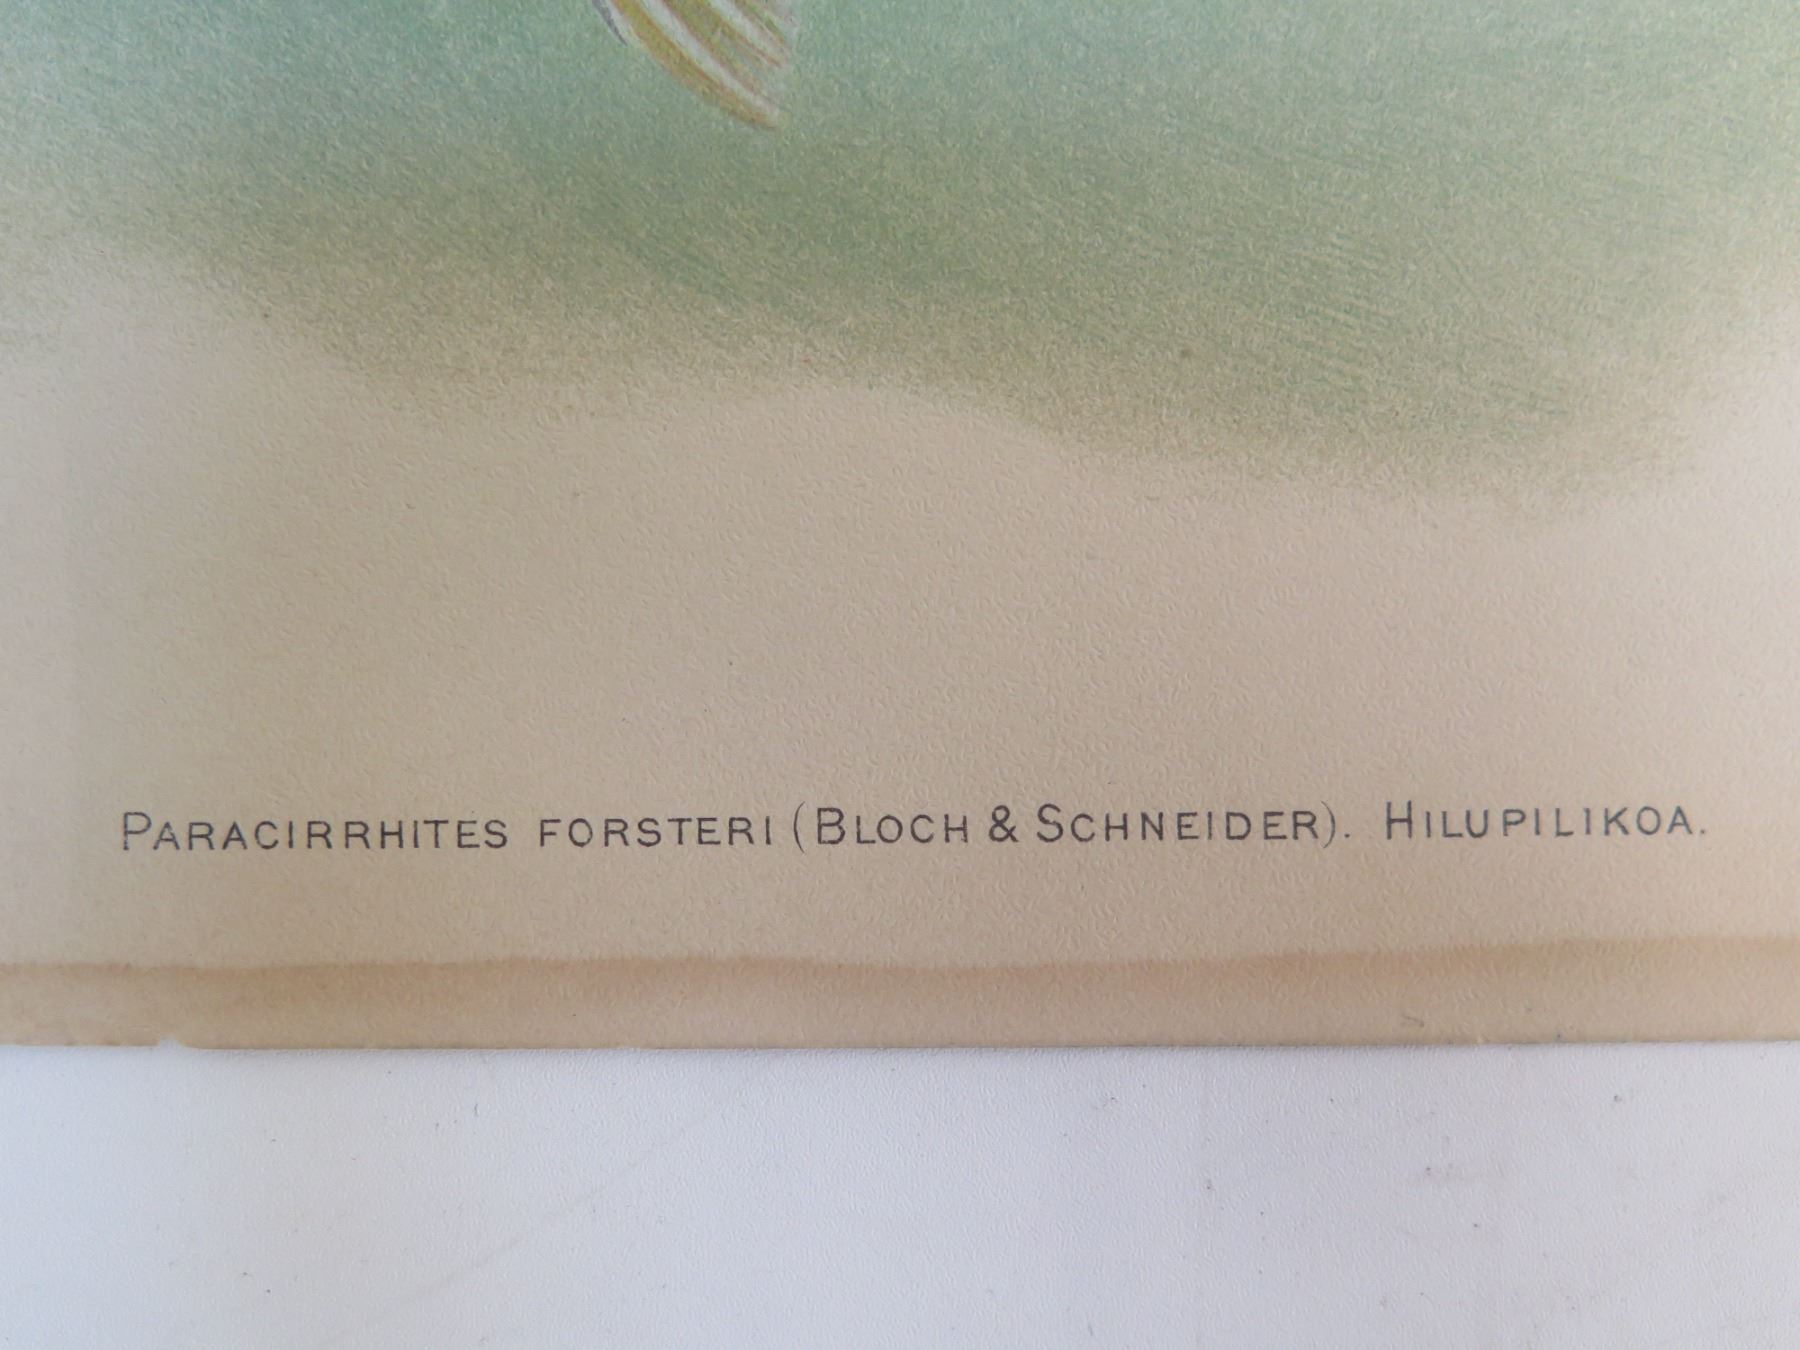 PARACIRRHITES FORSTERI (BLOCH & SCHNEIDER). HILUPILIKOA.